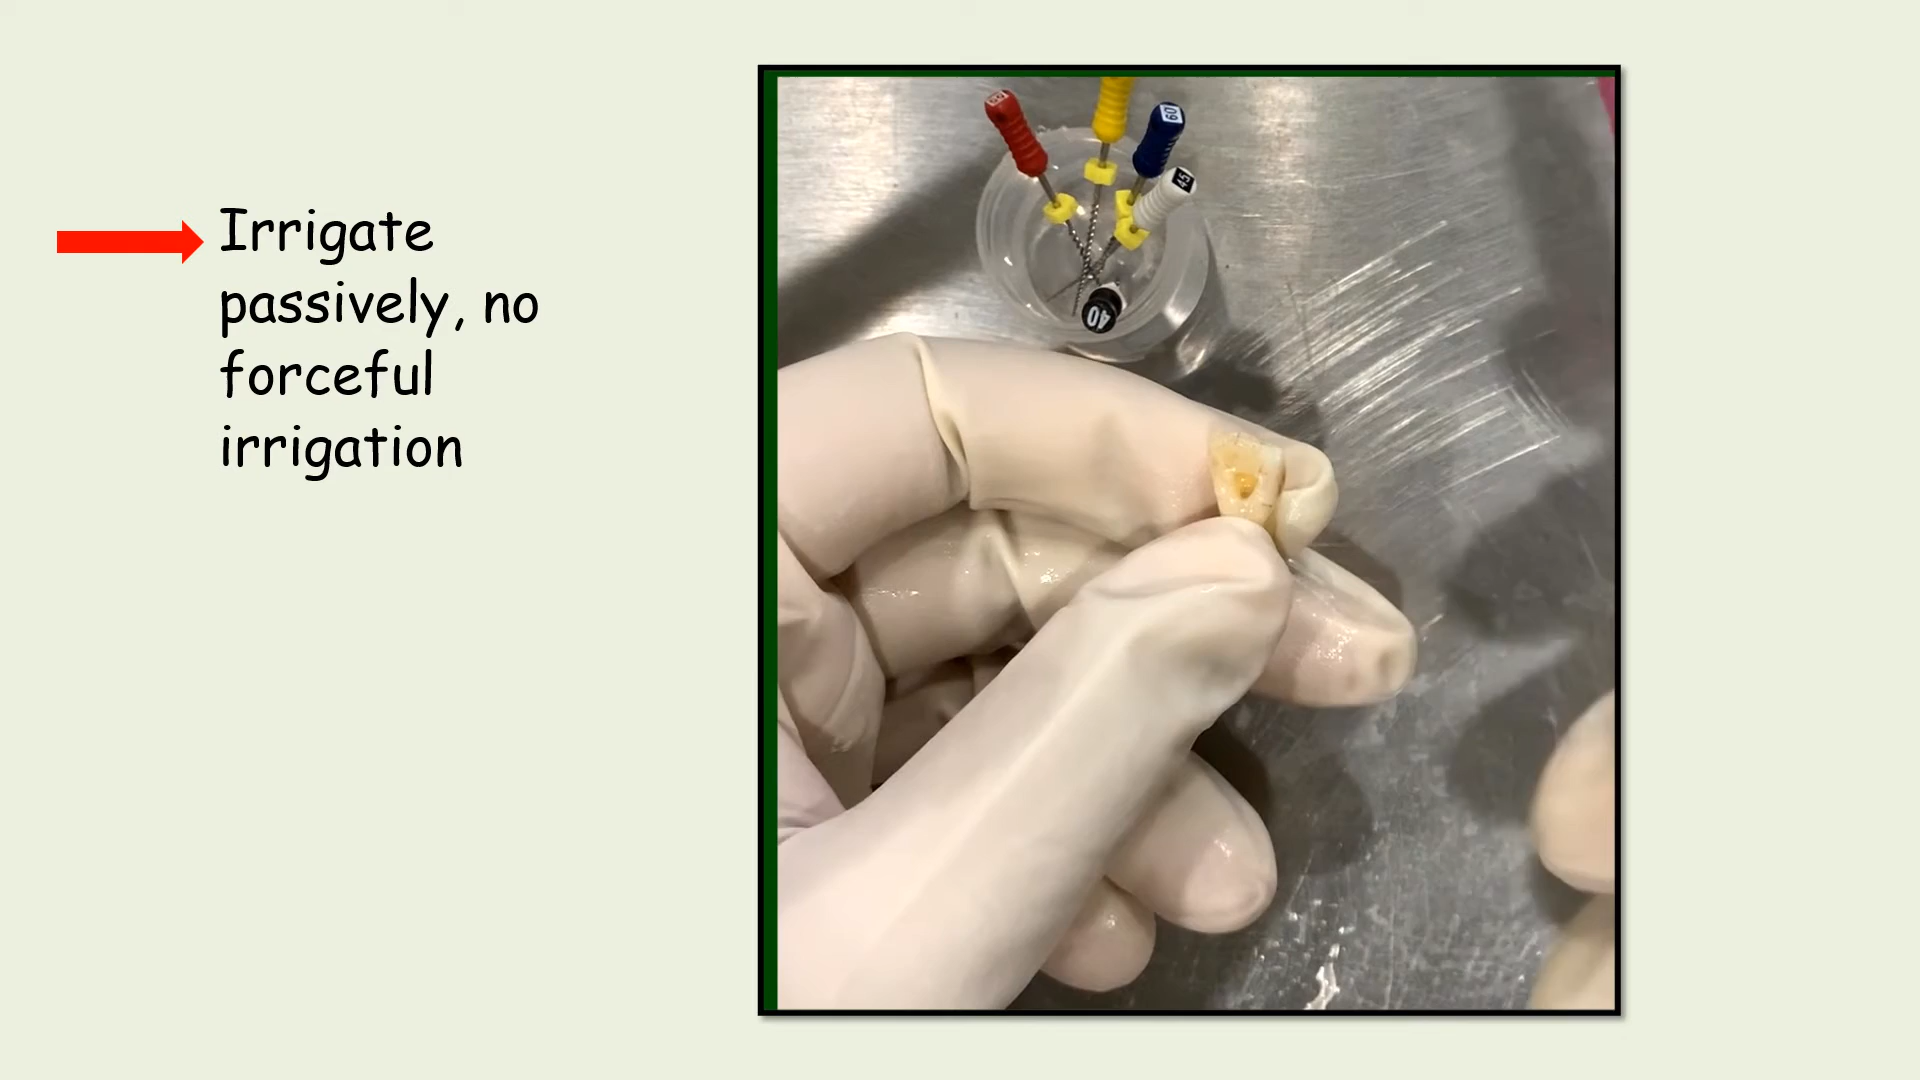 Irrigate
passively, no
forceful
irrigation
60
45
40